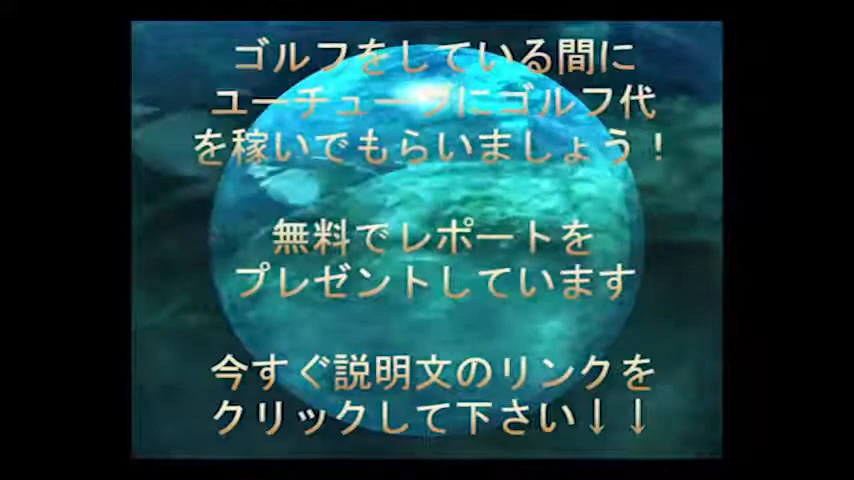 ゴルフをしている間に
ユーチューブにゴルフ代
を稼いでもらいましょう！
無料でレポートを
プレゼントしています
今すぐ説明文のリンクを
クリックして下さい↓↓